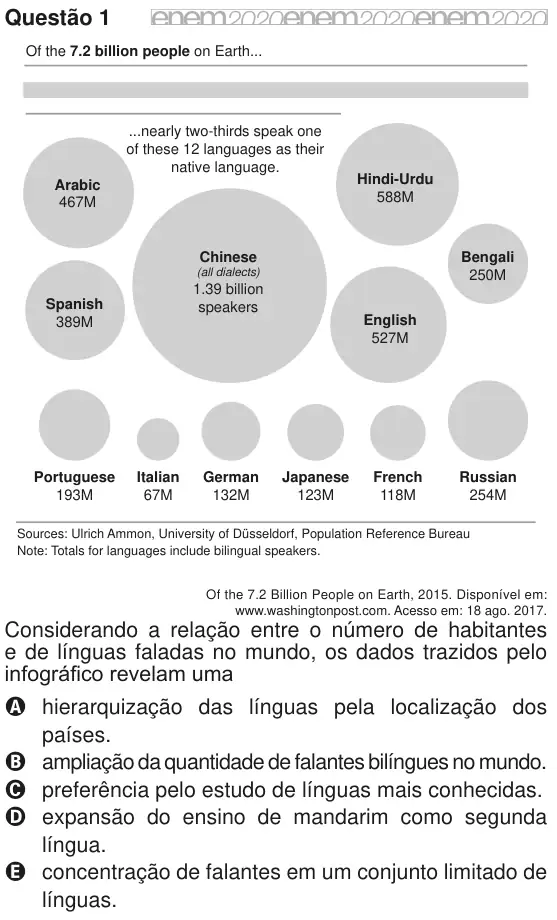 Questão 1
enem2020enem2020enem2020
Of the 7.2 billion people on Earth...
...nearly two-thirds speak one
of these 12 languages as their
native language.
Arabic
467M
Hindi-Urdu
588M
Chinese
(all dialects)
1.39 billion
speakers
Bengali
250M
Spanish
389M
English
527M
Portuguese
193M
Italian
67M
German
132M
Japanese
123M
French
118M
Russian
254M
Sources: Ulrich Ammon, University of Düsseldorf, Population Reference Bureau
Note: Totals for languages include bilingual speakers.
Of the 7.2 Billion People on Earth, 2015. Disponível em:
www.washingtonpost.com. Acesso em: 18 ago. 2017.
Considerando a relação entre o número de habitantes
e de línguas faladas no mundo, os dados trazidos pelo
infográfico revelam uma
A hierarquização das línguas pela localização dos
países.
B ampliação da quantidade de falantes bilíngues no mundo.
C preferência pelo estudo de línguas mais conhecidas.
D expansão do ensino de mandarim como segunda
língua.
E concentração de falantes em um conjunto limitado de
línguas.